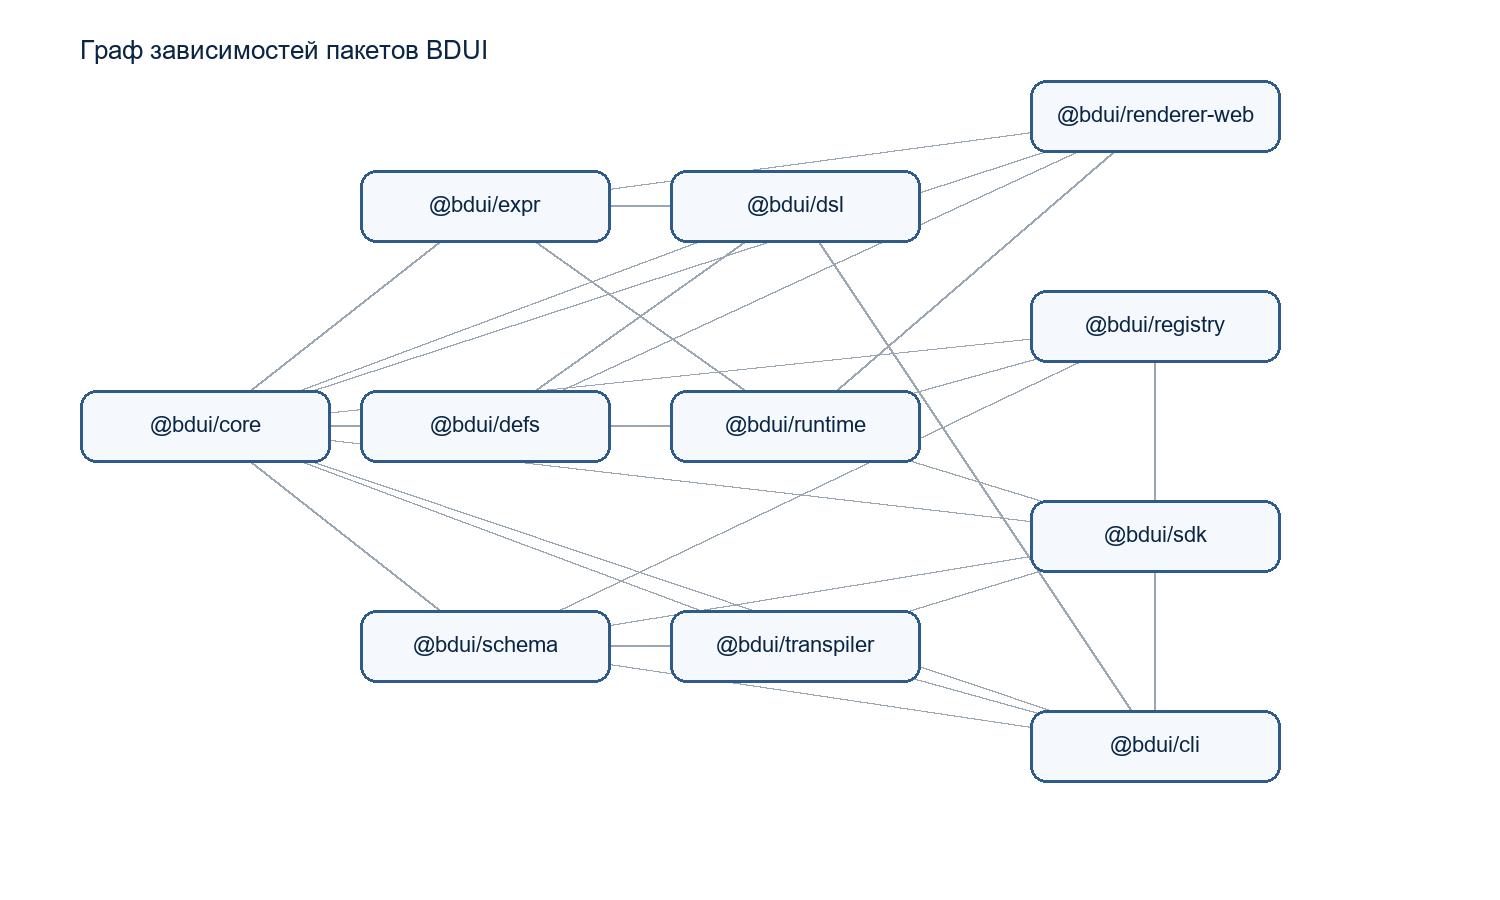 Граф зависимостей пакетов BDUI
@bdui/renderer-web
@bdui/expr
@bdui/dsl
@bdui/registry
@bdui/core
@bdui/defs
@bdui/runtime
@bdui/sdk
@bdui/schema
@bdui/transpiler
@bdui/cli